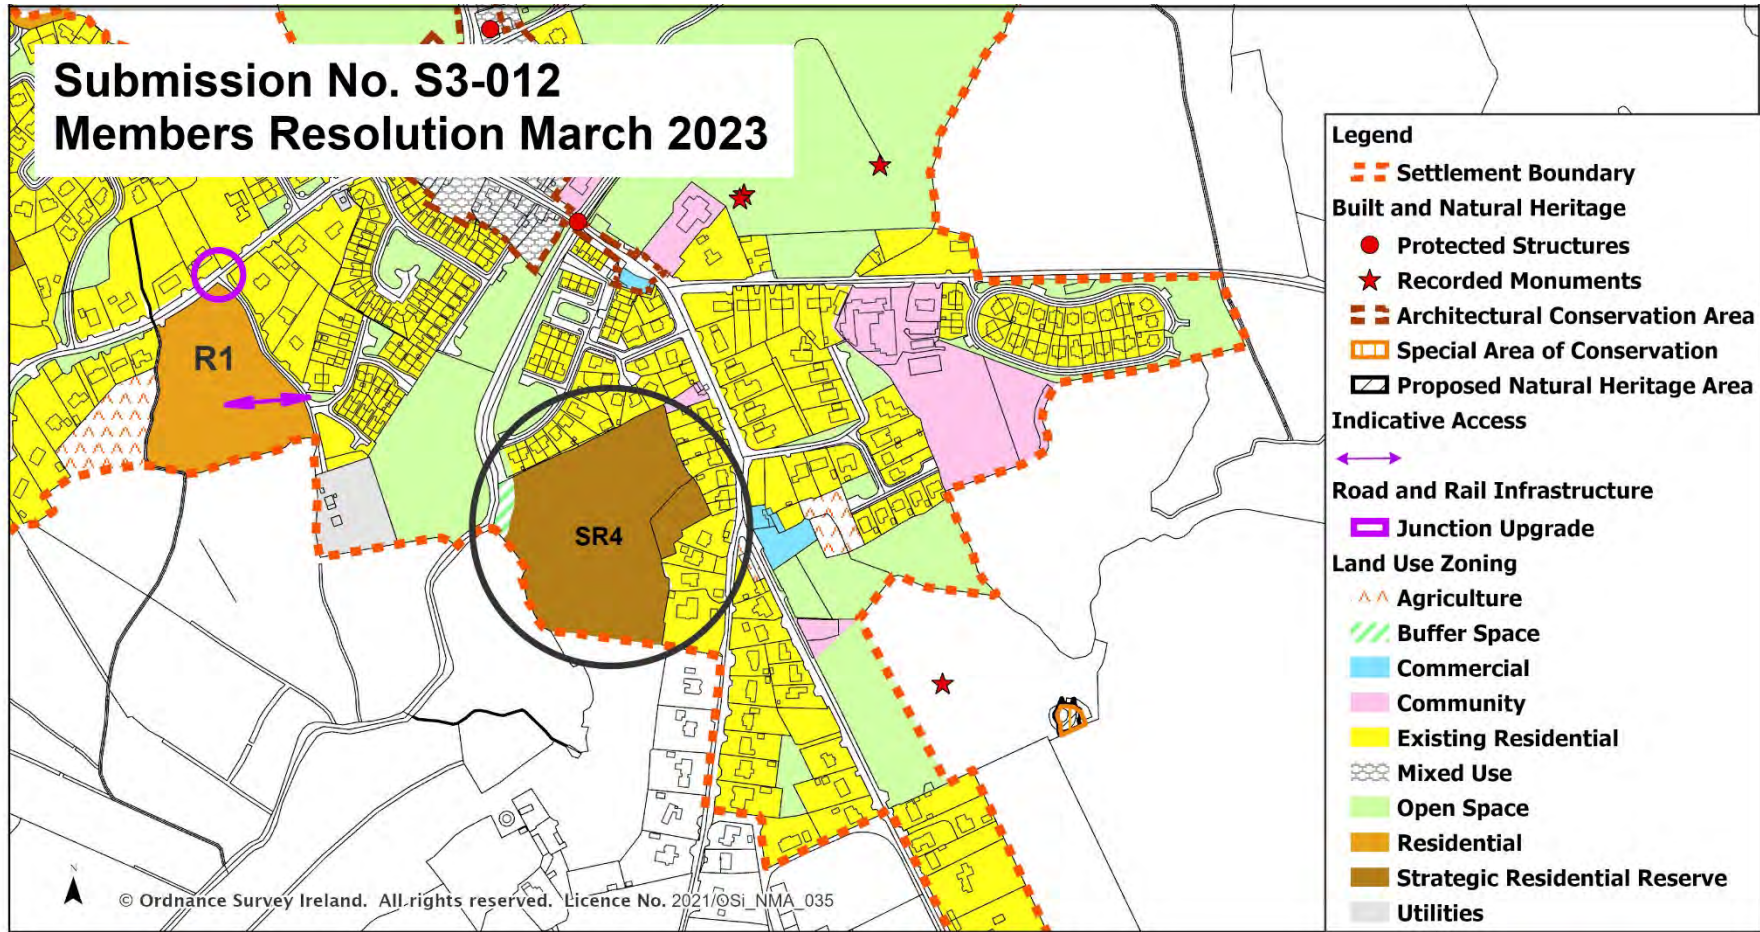 Submission No. S3-012
Members Resolution March 2023
R1
SR4
N
© Ordnance Survey Ireland. All rights reserved. Licence No. 2021/OSi_NMA_035
Legend
Settlement Boundary
Built and Natural Heritage
Protected Structures
Recorded Monuments
Architectural Conservation Area
Special Area of Conservation
Proposed Natural Heritage Area
Indicative Access
Road and Rail Infrastructure
Junction Upgrade
Land Use Zoning
Agriculture
Buffer Space
Commercial
Community
Existing Residential
Mixed Use
Open Space
Residential
Strategic Residential Reserve
Utilities